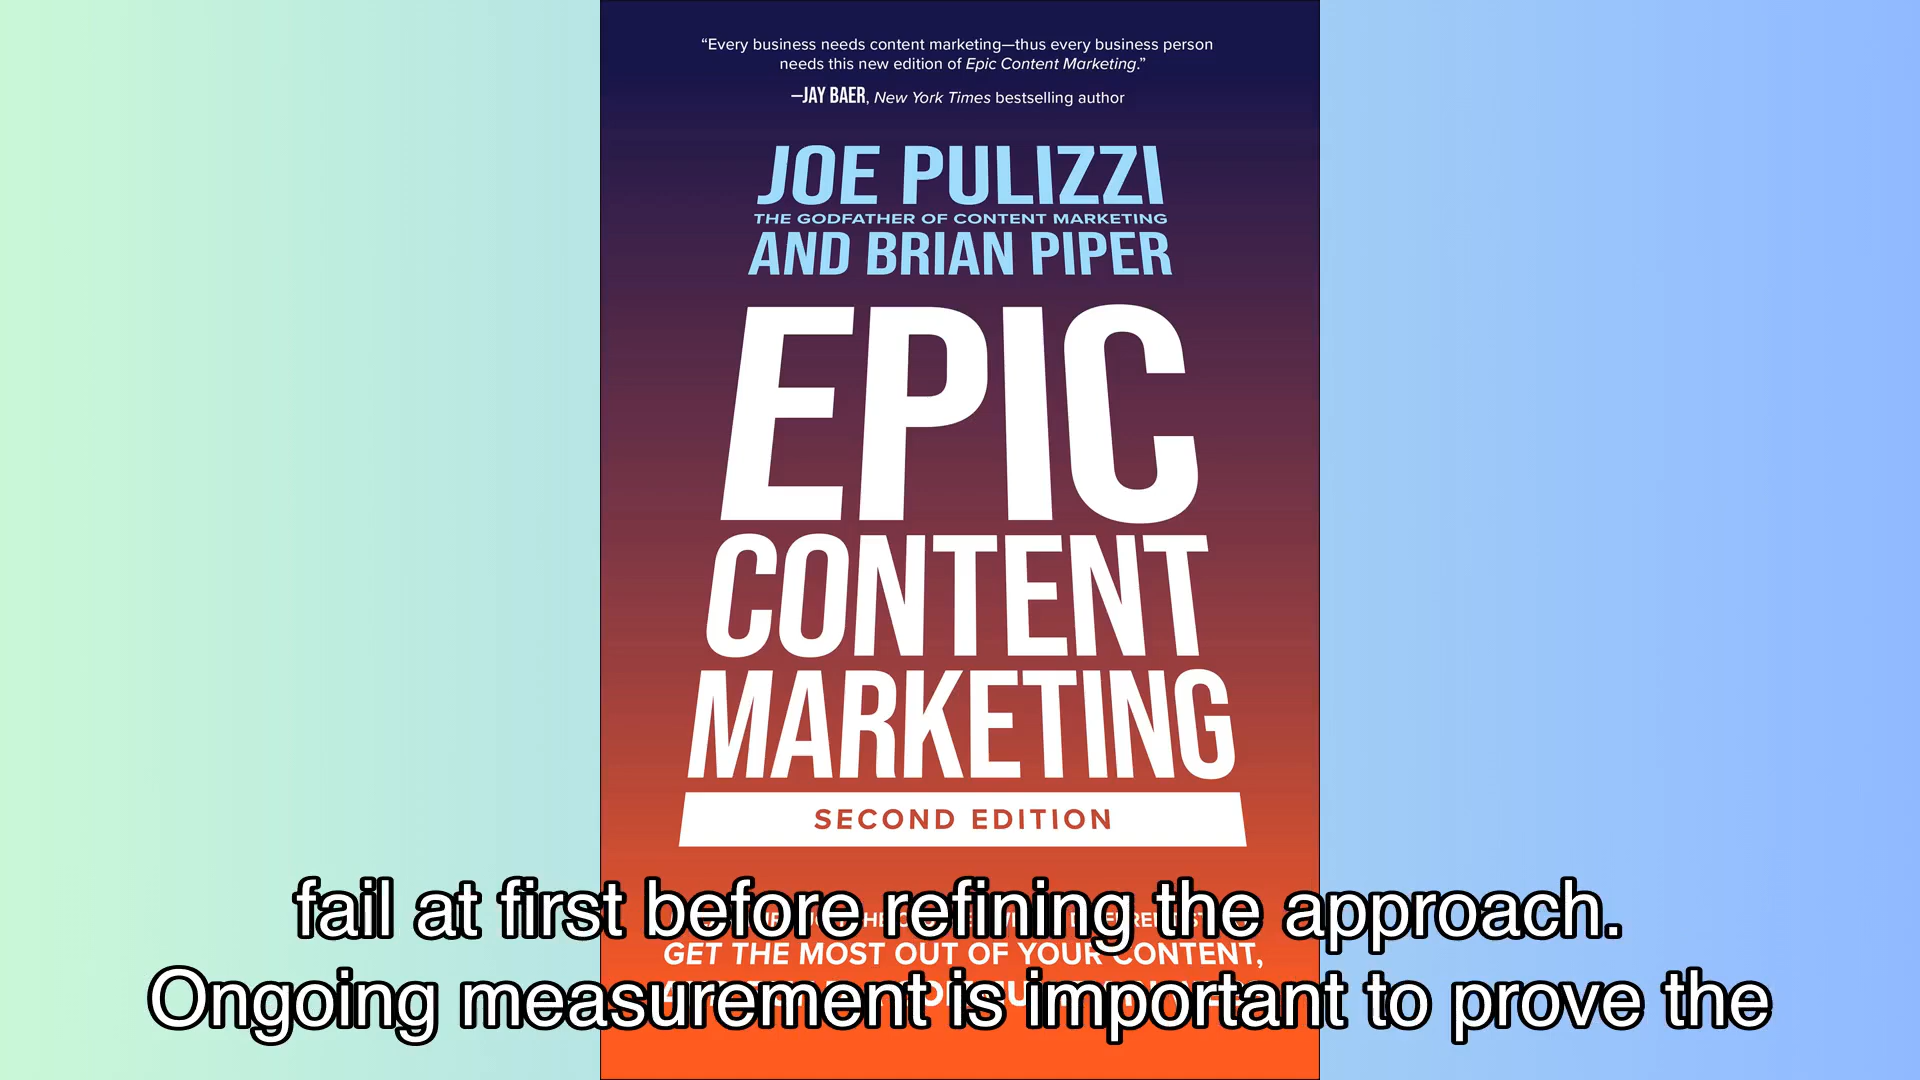 “Every business needs content marketing—thus every business person
needs this new edition of Epic Content Marketing.”
—JAY BAER, New York Times bestselling author
JOE PULIZZI
THE GODFATHER OF CONTENT MARKETING
AND BRIAN PIPER
EPIC
CONTENT
MARKETING
SECOND EDITION
fail at first before refining the approach.
GET THE MOST OUT OF YOUR CONTENT,
Ongoing measurement is important to prove the